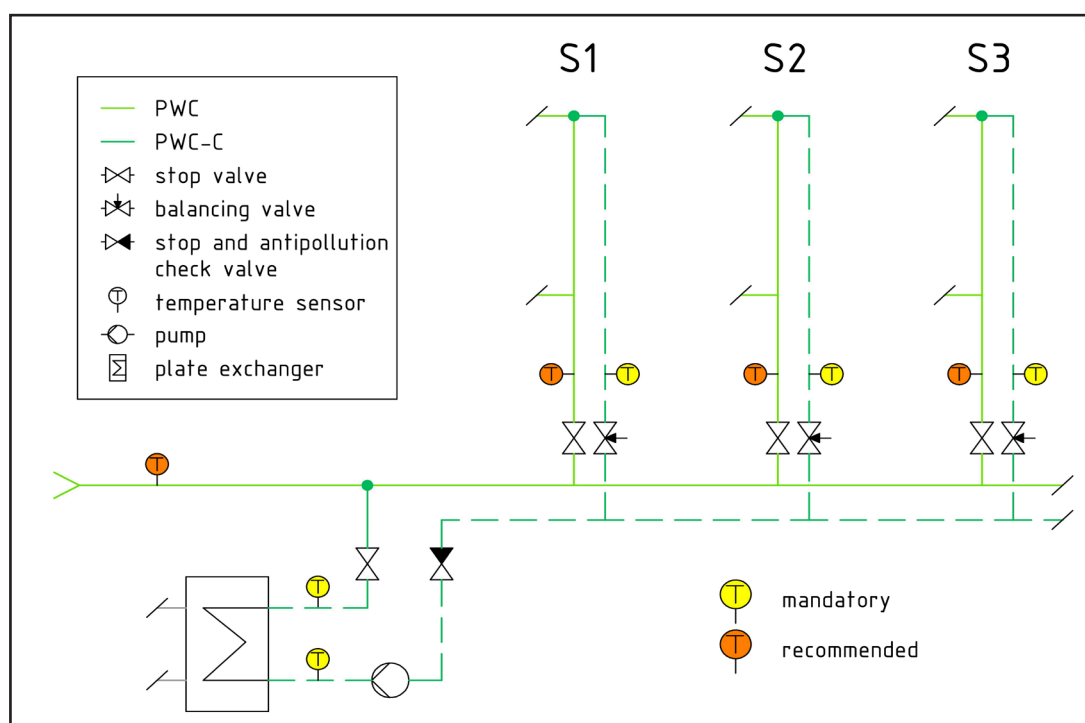 S1 S2 S3
PWC
PWC-C
stop valve
balancing valve
stop and antipollution
check valve
T temperature sensor
pump
plate exchanger
T T T T T T
T
T
T
T mandatory
T recommended